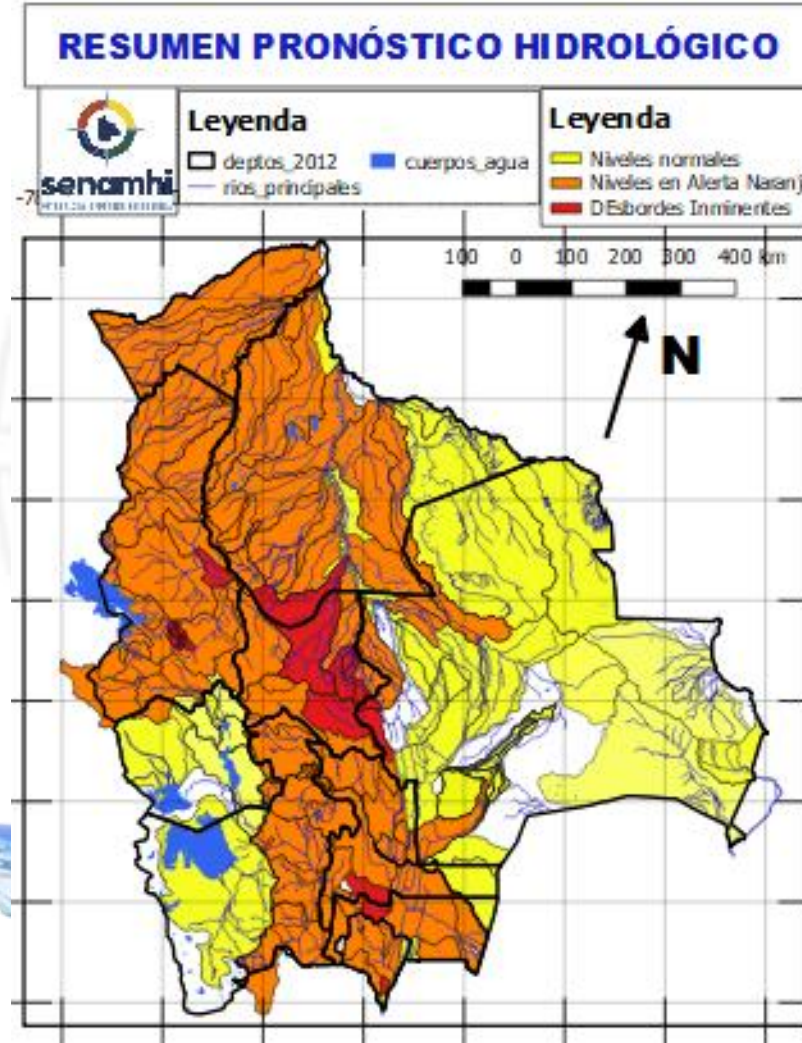 RESUMEN PRONÓSTICO HIDROLÓGICO
senamhi
Leyenda
deptos_2012
cuerpos_agua
rios_principales
Leyenda
Niveles normales
Niveles en Alerta Naranj
DEsbordes Inminentes
-70
100 0 100 200 300 400 km
N